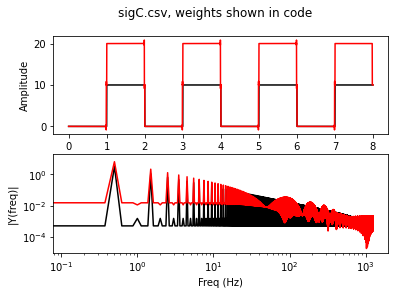 sigC.csv, weights shown in code
20
10
0
Amplitude
0 1 2 3 4 5 6 7 8
10⁰
10⁻²
10⁻⁴
|Y(freq)|
10⁻¹ 10⁰ 10¹ 10² 10³
Freq (Hz)